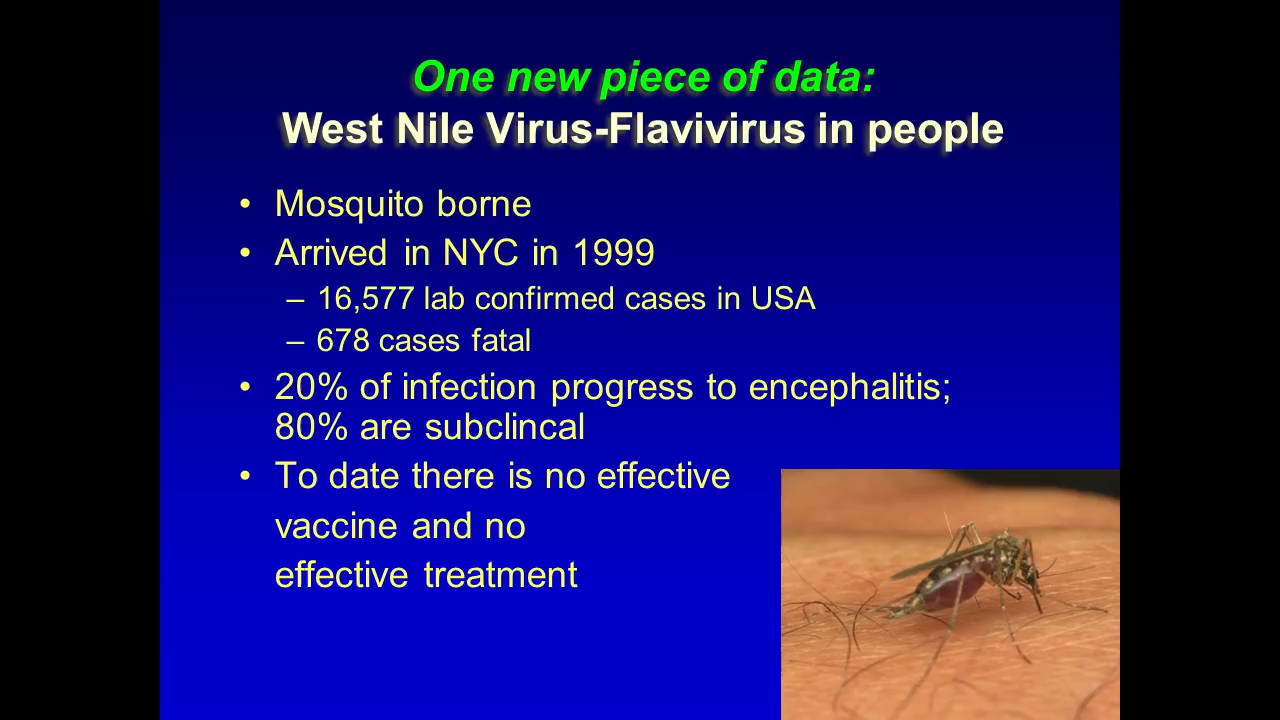 One new piece of data:
West Nile Virus-Flavivirus in people
• Mosquito borne
• Arrived in NYC in 1999
– 16,577 lab confirmed cases in USA
– 678 cases fatal
• 20% of infection progress to encephalitis;
80% are subclincal
• To date there is no effective
vaccine and no
effective treatment